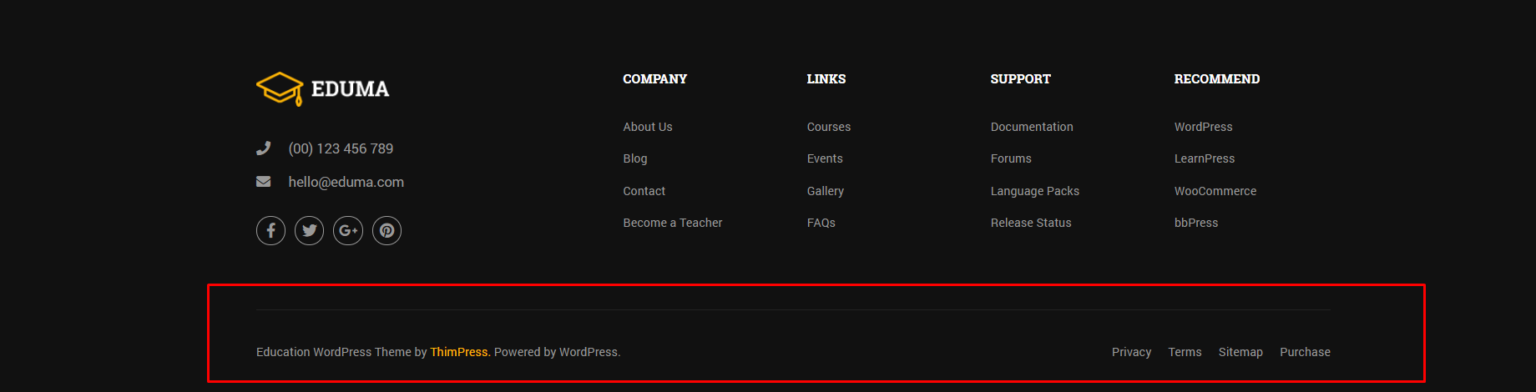 EDUMA
(00) 123 456 789
hello@eduma.com
COMPANY
About Us
Blog
Contact
Become a Teacher
LINKS
Courses
Events
Gallery
FAQs
SUPPORT
Documentation
Forums
Language Packs
Release Status
RECOMMEND
WordPress
LearnPress
WooCommerce
bbPress
Education WordPress Theme by ThimPress. Powered by WordPress.
Privacy Terms Sitemap Purchase